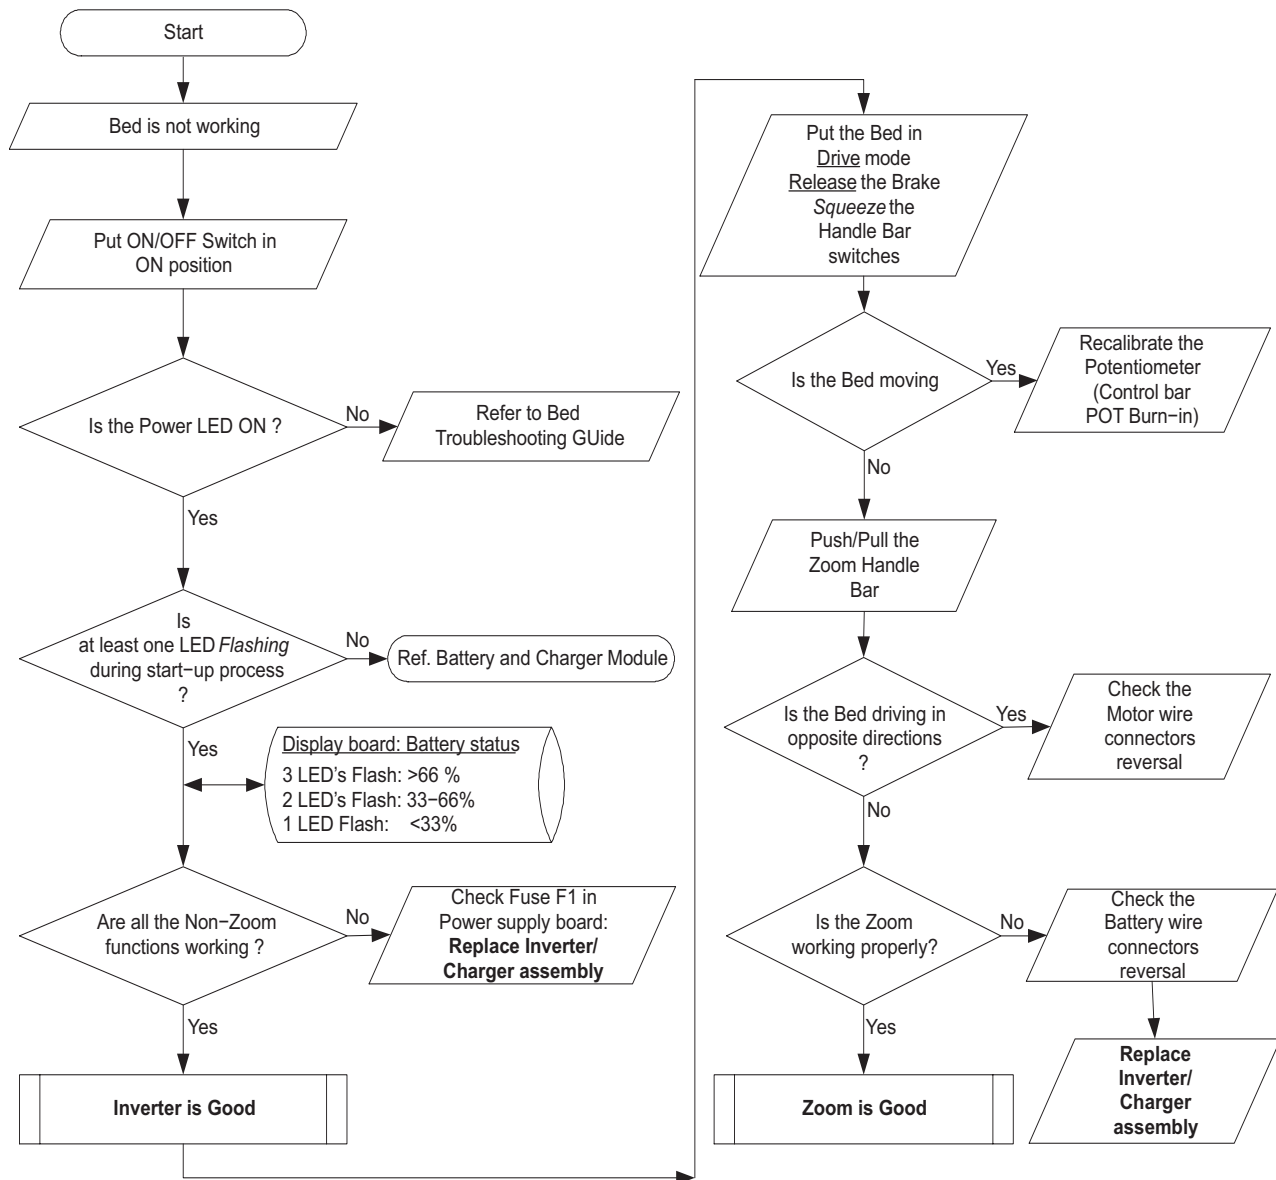 Start
Bed is not working
Put ON/OFF Switch in
ON position
Is the Power LED ON ?
No
Refer to Bed
Troubleshooting GUide
Yes
Is
at least one LED Flashing
during start-up process
?
No
Ref. Battery and Charger Module
Yes
Display board: Battery status
3 LED's Flash: >66 %
2 LED's Flash: 33-66%
1 LED Flash: <33%
Are all the Non-Zoom
functions working ?
No
Check Fuse F1 in
Power supply board:
Replace Inverter/
Charger assembly
Yes
Inverter is Good
Put the Bed in
Drive mode
Release the Brake
Squeeze the
Handle Bar
switches
Is the Bed moving
Yes
Recalibrate the
Potentiometer
(Control bar
POT Burn-in)
No
Push/Pull the
Zoom Handle
Bar
Is the Bed driving in
opposite directions
?
Yes
Check the
Motor wire
connectors
reversal
No
Is the Zoom
working properly?
No
Check the
Battery wire
connectors
reversal
Replace
Inverter/
Charger
assembly
Yes
Zoom is Good